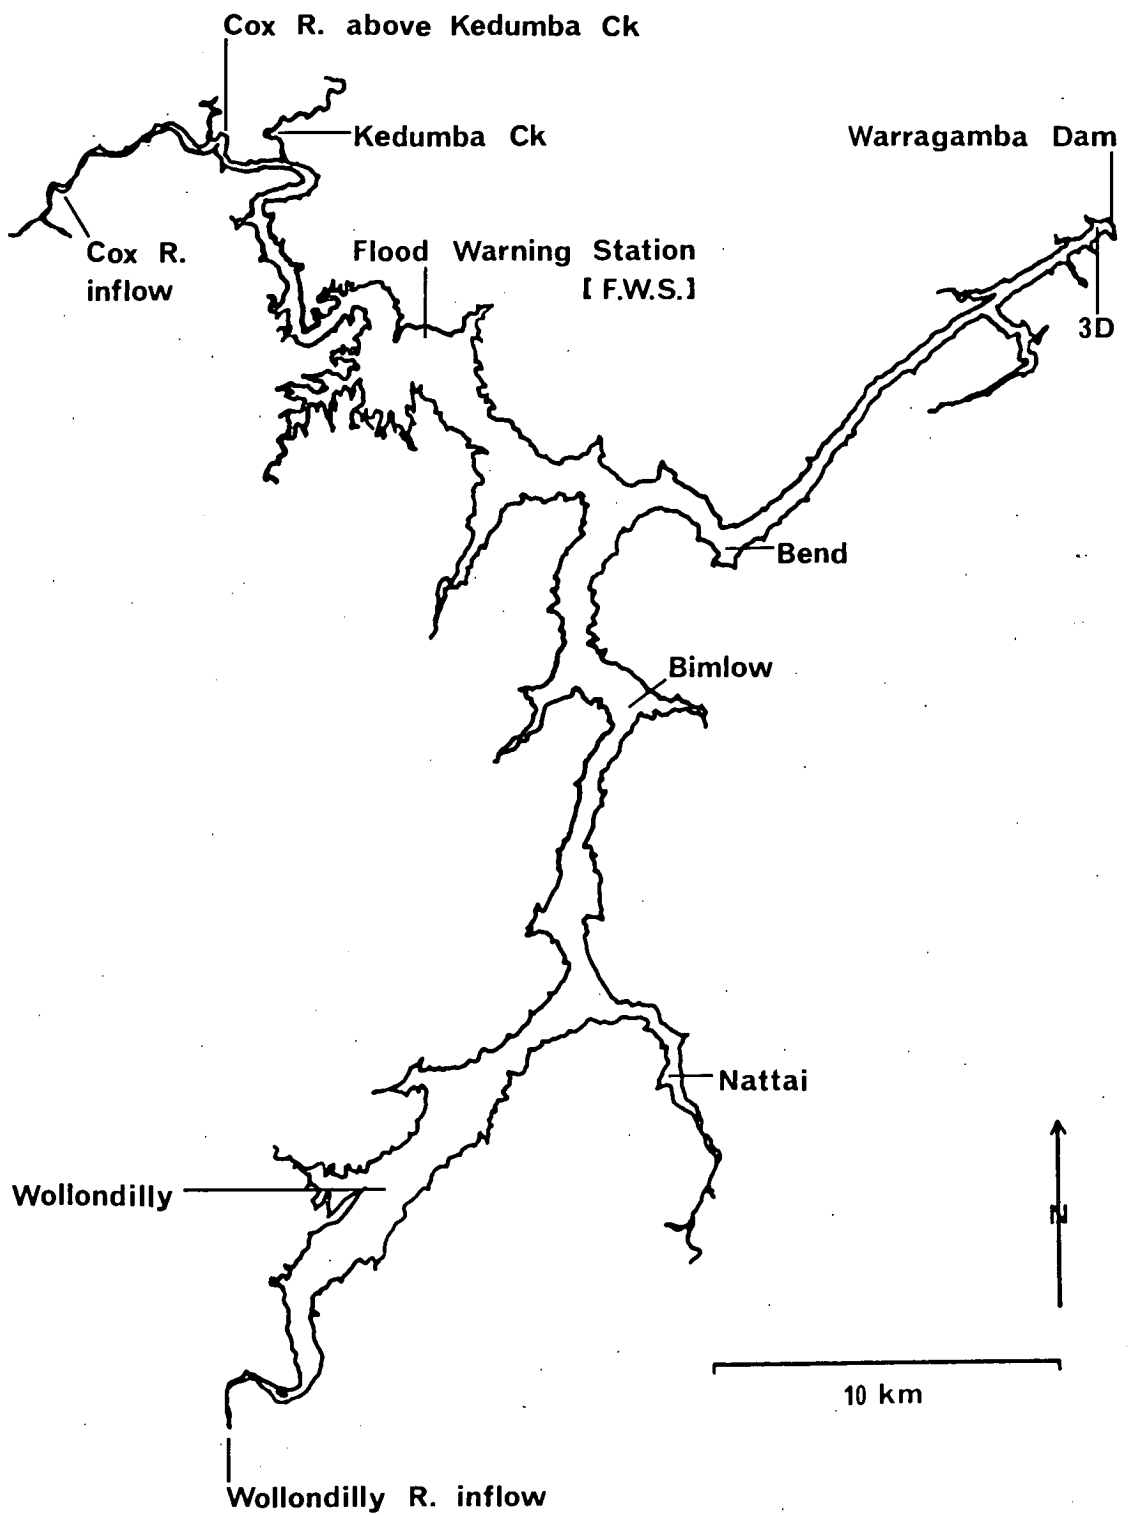 Cox R. above Kedumba Ck
Kedumba Ck
Warragamba Dam
Cox R.
inflow
Flood Warning Station
[ F.W.S.]
3D
Bend
Bimlow
Nattai
Wollondilly
N
10 km
Wollondilly R. inflow